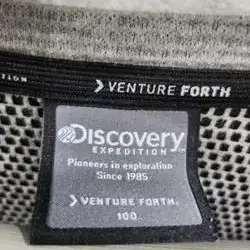 TION
> VENTURE FORTH
Discovery
EXPEDITION
Pioneers in exploration
Since 1985
> VENTURE FORTH.
100